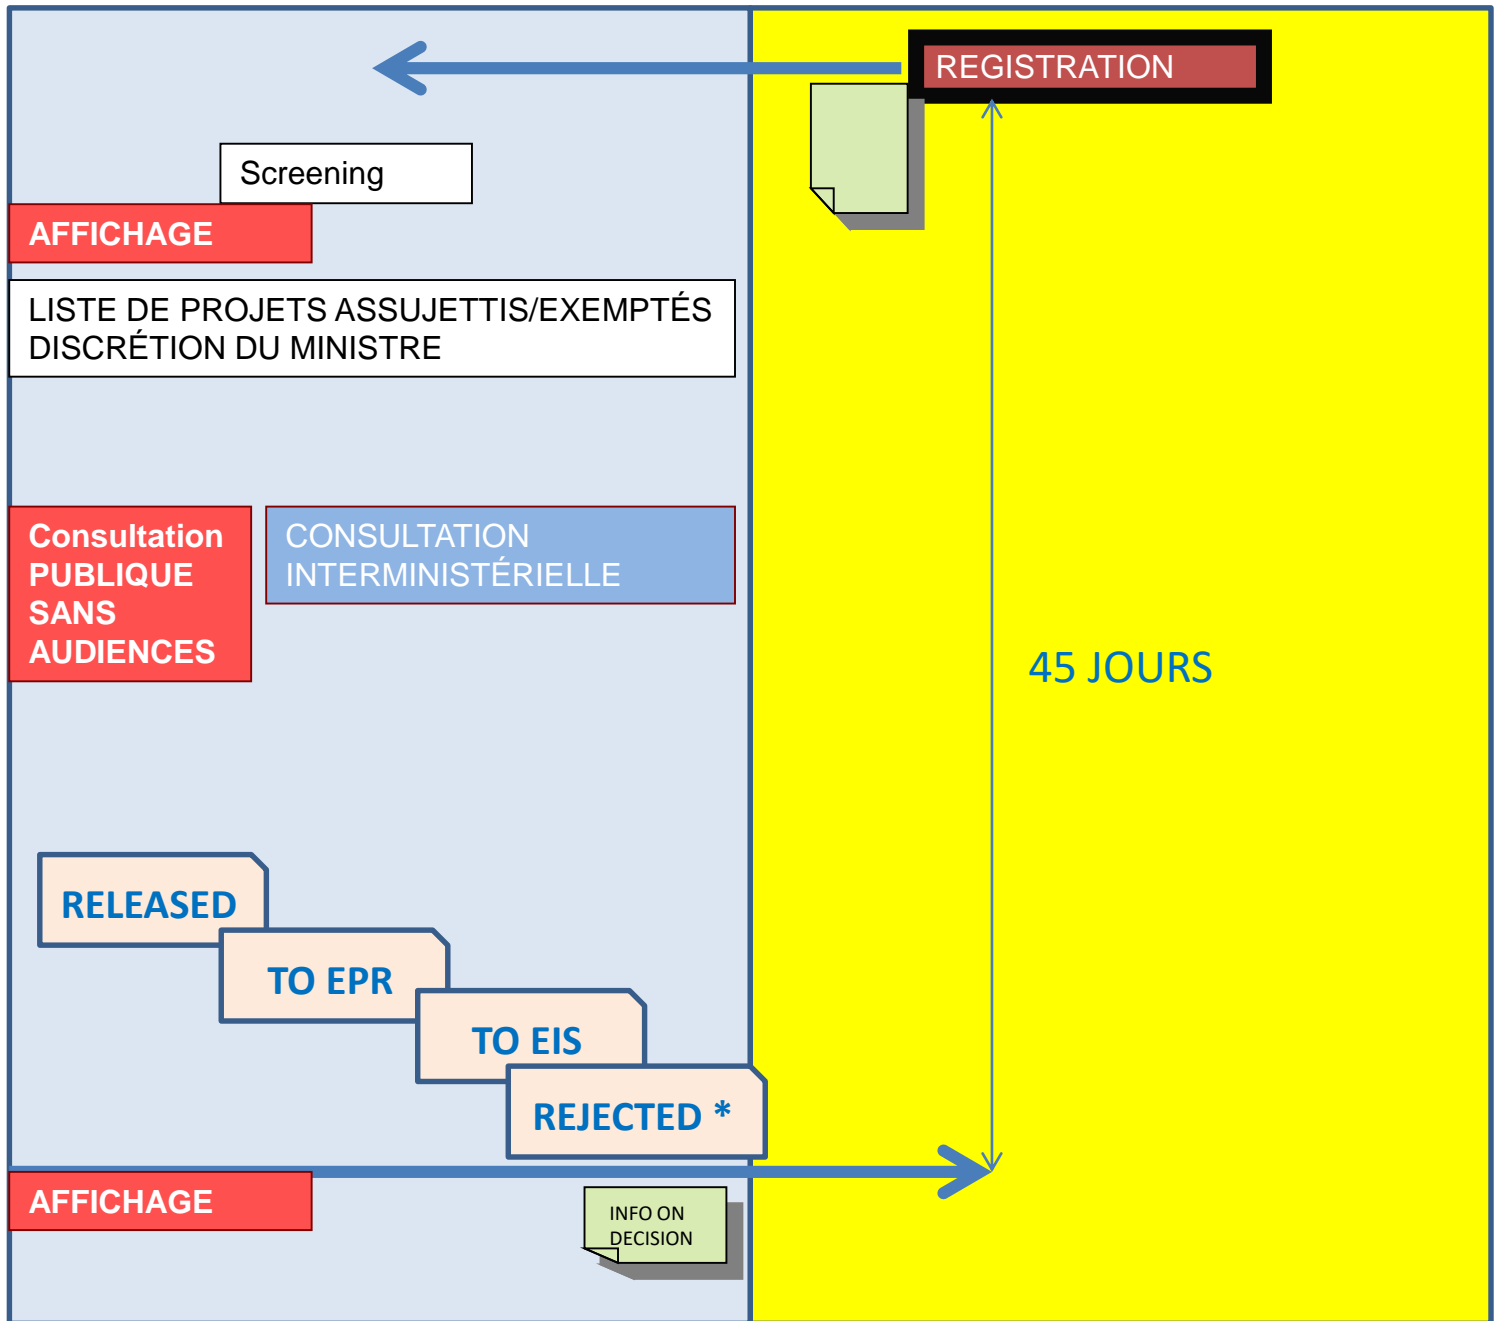 REGISTRATION
Screening
AFFICHAGE
LISTE DE PROJETS ASSUJETTIS/EXEMPTÉS
DISCRÉTION DU MINISTRE
Consultation
PUBLIQUE
SANS
AUDIENCES
CONSULTATION
INTERMINISTÉRIELLE
45 JOURS
RELEASED
TO EPR
TO EIS
REJECTED *
AFFICHAGE
INFO ON
DECISION